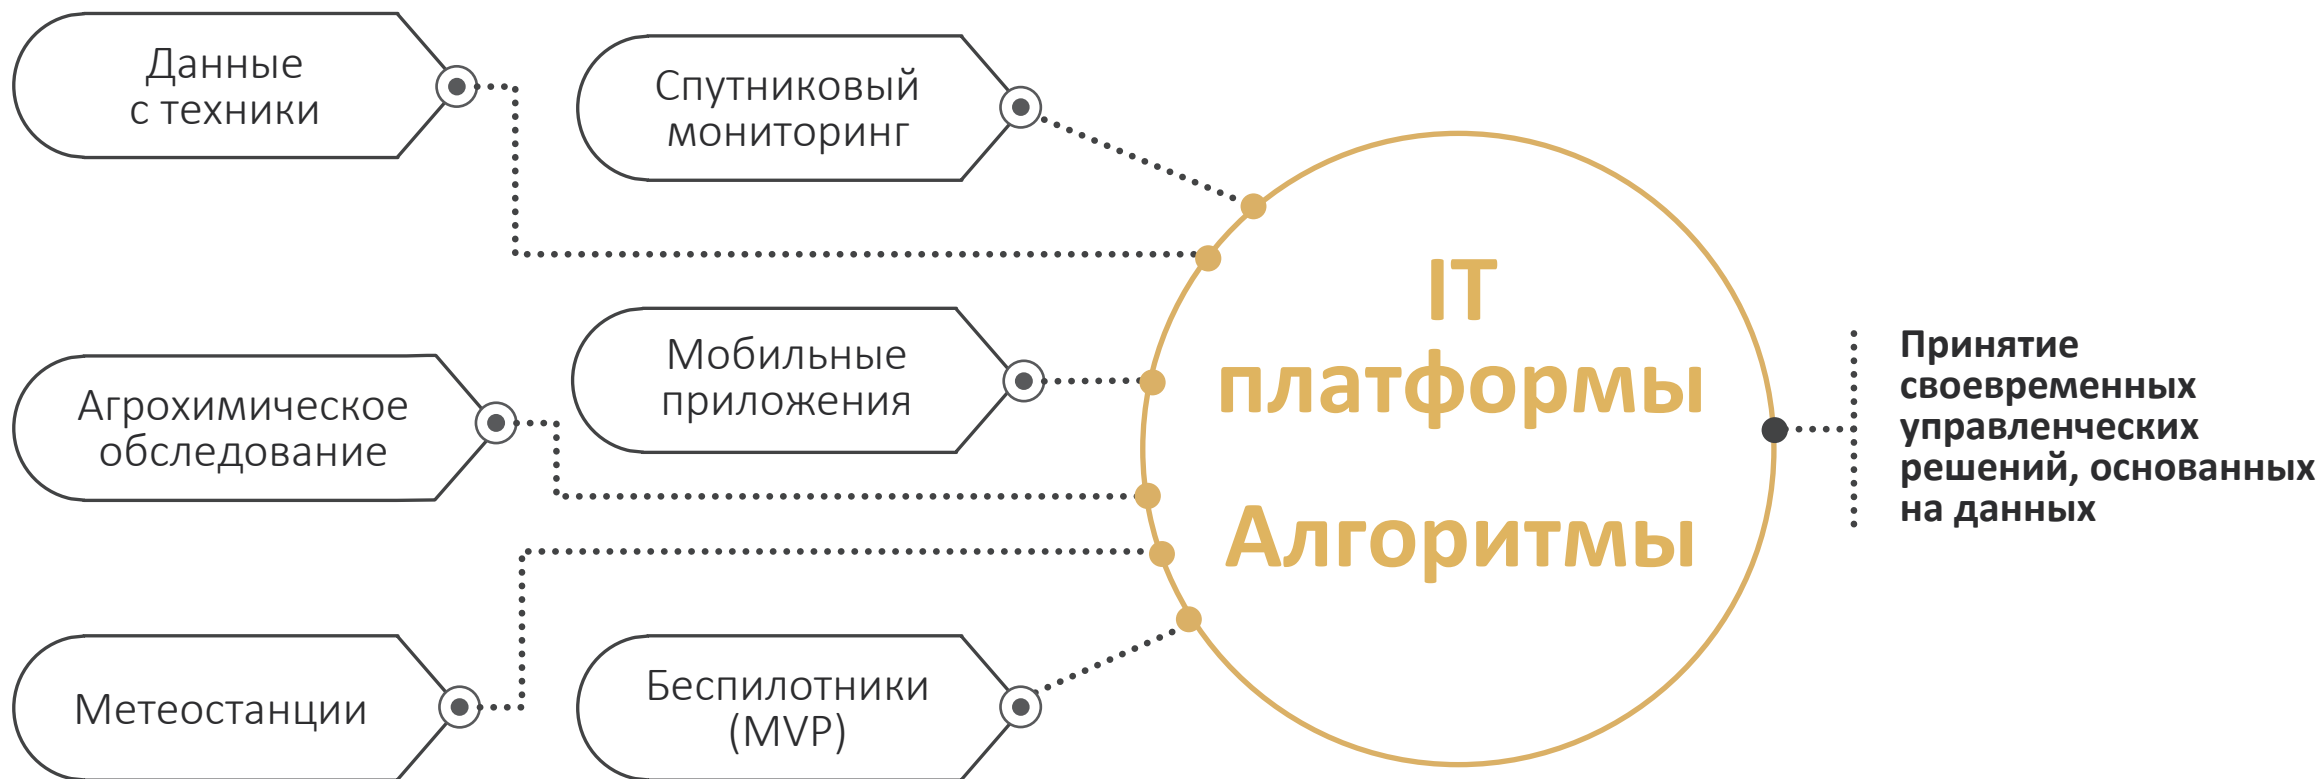 Данные
с техники
Спутниковый
мониторинг
Агрохимическое
обследование
Мобильные
приложения
Метеостанции
Беспилотники
(MVP)
IT
платформы
Алгоритмы
Принятие
своевременных
управленческих
решений, основанных
на данных